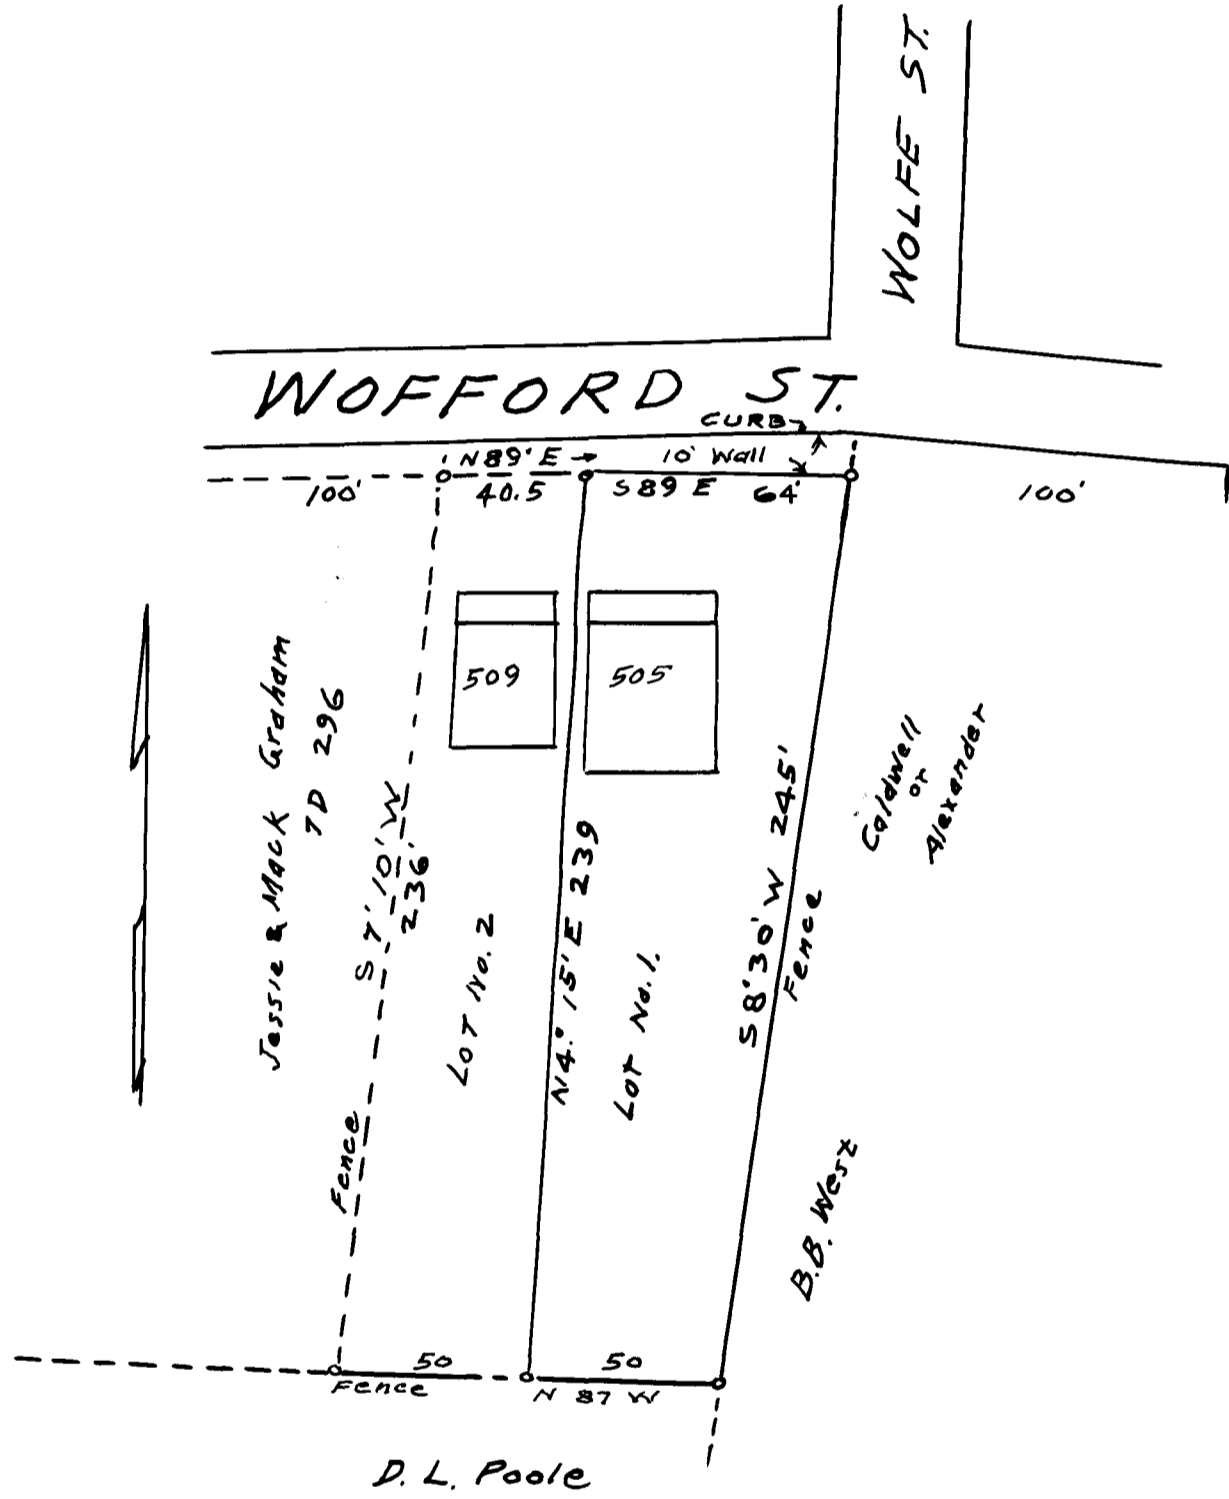 WOLFE ST.
WOFFORD ST.
CURB
N 89° E
10' Wall
100'
40.5
S 89 E 64'
100'
509
505
Jessie & Mack Graham
TD 296
S 7° 10' W
236'
Fence
LOT NO. 2
N 4.° 15' E 239
LOT No. 1.
S 8° 30' W 245'
Fence
Caldwell
or
Alexander
B.B. West
50
50
Fence
N 87 W
D. L. Poole